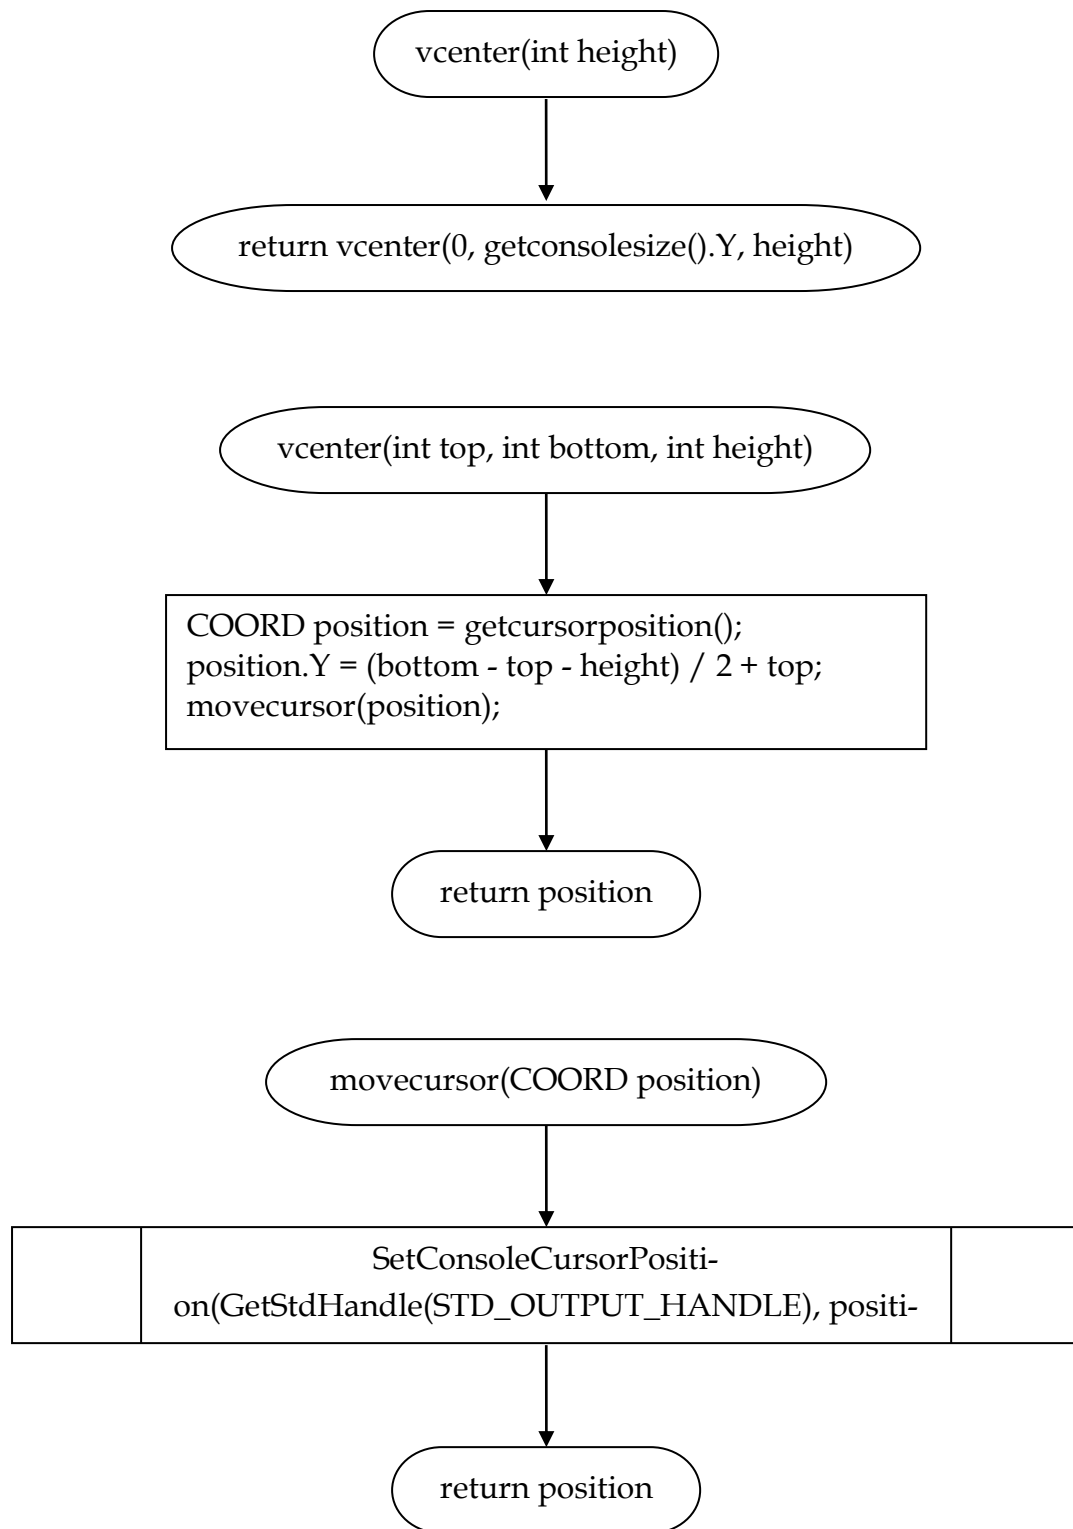 vcenter(int height)
return vcenter(0, getconsolesize().Y, height)
vcenter(int top, int bottom, int height)
COORD position = getcursorposition();
position.Y = (bottom - top - height) / 2 + top;
movecursor(position);
return position
movecursor(COORD position)
SetConsoleCursorPositi-
on(GetStdHandle(STD_OUTPUT_HANDLE), positi-
return position